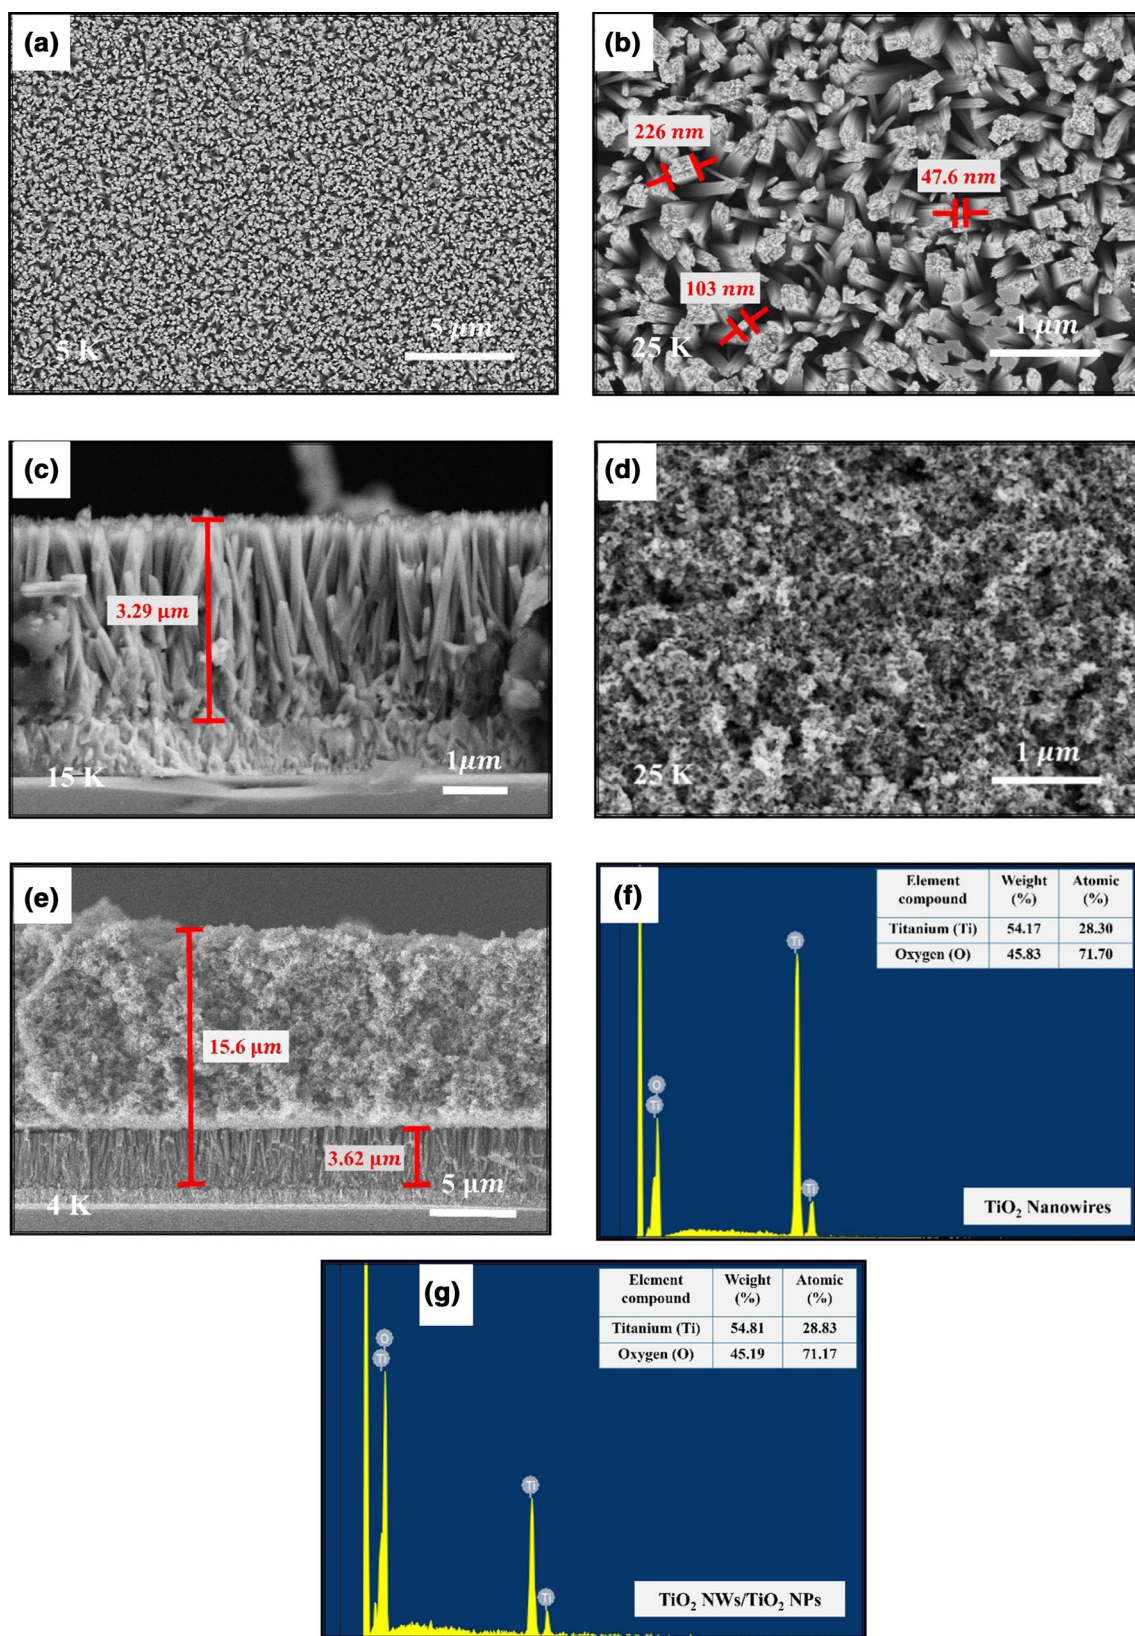 (a)
5 K
5 μm
(b)
226 nm
47.6 nm
103 nm
25 K
1 μm
(c)
3.29 μm
15 K
1μm
(d)
25 K
1 μm
(e)
15.6 μm
3.62 μm
4 K
5 μm
(f)
Element compound Weight (%) Atomic (%)
Titanium (Ti) 54.17 28.30
Oxygen (O) 45.83 71.70
Ti
O
Ti
Ti
TiO₂ Nanowires
(g)
Element compound Weight (%) Atomic (%)
Titanium (Ti) 54.81 28.83
Oxygen (O) 45.19 71.17
O
Ti
Ti
Ti
TiO₂ NWs/TiO₂ NPs